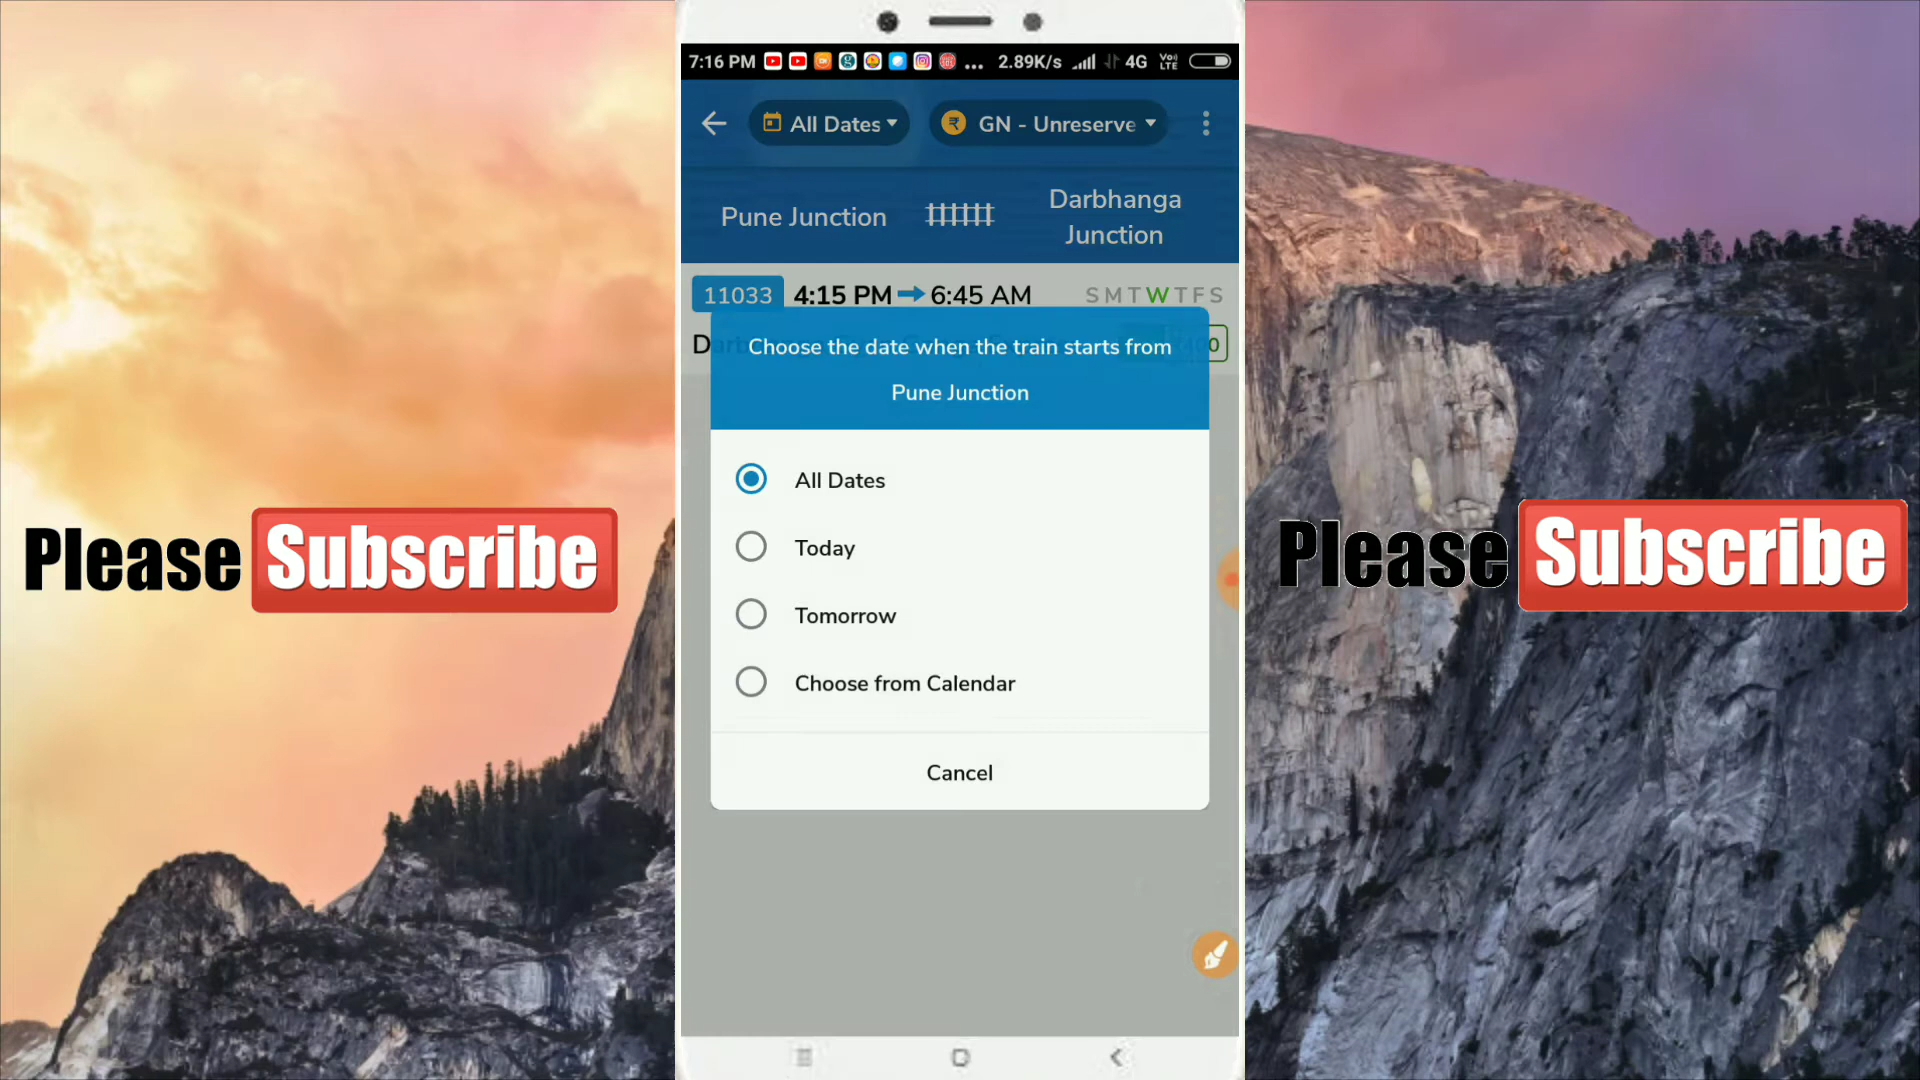 7:16 PM ... 2.89K/s 4G Vo) LTE
All Dates
GN - Unreserve
Pune Junction
Darbhanga
Junction
11033 4:15 PM 6:45 AM S M T W T F S
Choose the date when the train starts from
Pune Junction
All Dates
Today
Tomorrow
Choose from Calendar
Cancel
Please Subscribe
Please Subscribe